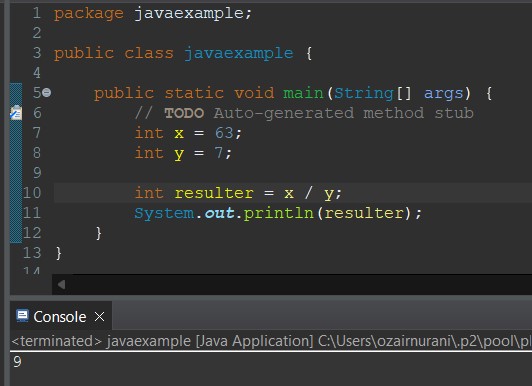 1 package javaexample;
2
3 public class javaexample {
4
5 public static void main(String[] args) {
6 // TODO Auto-generated method stub
7 int x = 63;
8 int y = 7;
9
10 int resulter = x / y;
11 System.out.println(resulter);
12 }
13 }
14
Console
<terminated> javaexample [Java Application] C:\Users\ozairnurani\.p2\pool\pl
9